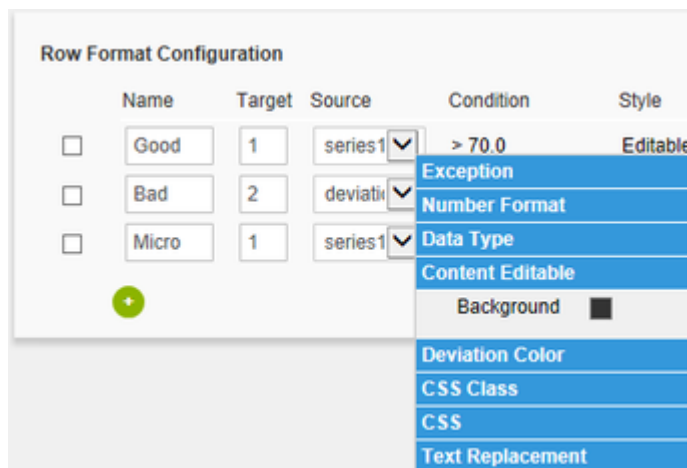 Row Format Configuration
Name Target Source Condition Style
Good 1 series1 > 70.0 Editable
Exception
Bad 2 deviati
Number Format
Micro 1 series1
Data Type
Content Editable
+
Background
Deviation Color
CSS Class
CSS
Text Replacement